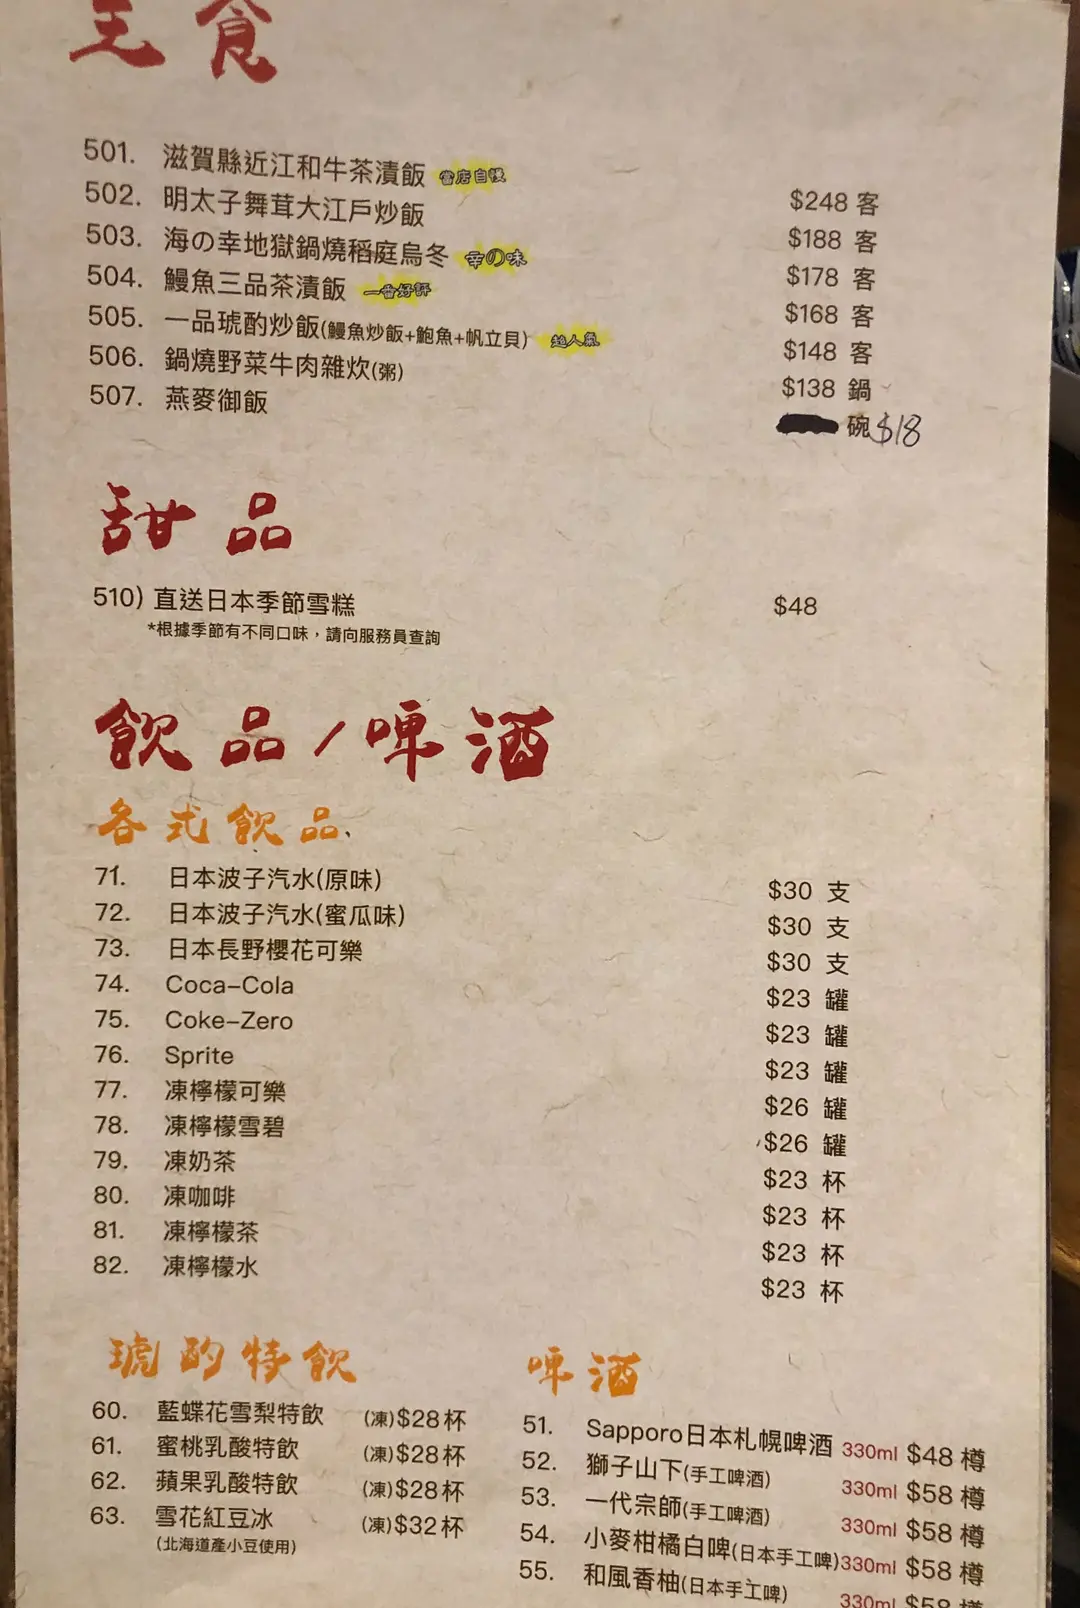 主食
501. 滋賀縣近江和牛茶漬飯 當店自慢 $248 客
502. 明太子舞茸大江戶炒飯 $188 客
503. 海の幸地獄鍋燒稻庭烏冬 幸の味 $178 客
504. 鰻魚三品茶漬飯 一番好評 $168 客
505. 一品琥酌炒飯(鰻魚炒飯+鮑魚+帆立貝) 超人氣 $148 客
506. 鍋燒野菜牛肉雜炊(粥) $138 鍋
507. 燕麥御飯 碗 $18
甜品
510) 直送日本季節雪糕 $48
*根據季節有不同口味，請向服務員查詢
飲品/啤酒
各式飲品
71. 日本波子汽水(原味) $30 支
72. 日本波子汽水(蜜瓜味) $30 支
73. 日本長野櫻花可樂 $30 支
74. Coca-Cola $23 罐
75. Coke-Zero $23 罐
76. Sprite $23 罐
77. 凍檸檬可樂 $26 罐
78. 凍檸檬雪碧 $26 罐
79. 凍奶茶 $23 杯
80. 凍咖啡 $23 杯
81. 凍檸檬茶 $23 杯
82. 凍檸檬水 $23 杯
琥酌特飲
60. 藍蝶花雪梨特飲 (凍)$28杯
61. 蜜桃乳酸特飲 (凍)$28杯
62. 蘋果乳酸特飲 (凍)$28杯
63. 雪花紅豆冰 (凍)$32杯
(北海道產小豆使用)
啤酒
51. Sapporo日本札幌啤酒 330ml $48 樽
52. 獅子山下(手工啤酒) 330ml $58 樽
53. 一代宗師(手工啤酒) 330ml $58 樽
54. 小麥柑橘白啤(日本手工啤) 330ml $58 樽
55. 和風香柚(日本手工啤) 330ml $58 樽